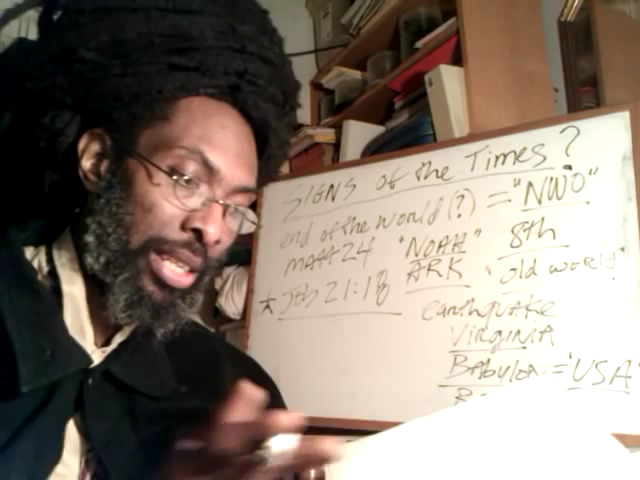 SIGNS of the Times?
end of the World(?) = "NWO"
matt 24 "NOAH" 8th
ARK "old world"
★ Job 21:18
earthquake
VIRGINIA
Babylon = "USA"